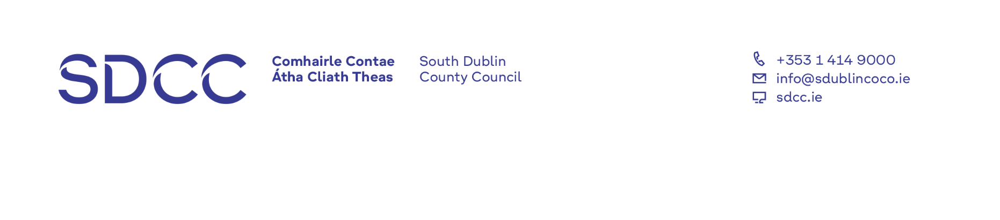 SDCC
Comhairle Contae
Átha Cliath Theas
South Dublin
County Council
+353 1 414 9000
info@sdublincoco.ie
sdcc.ie